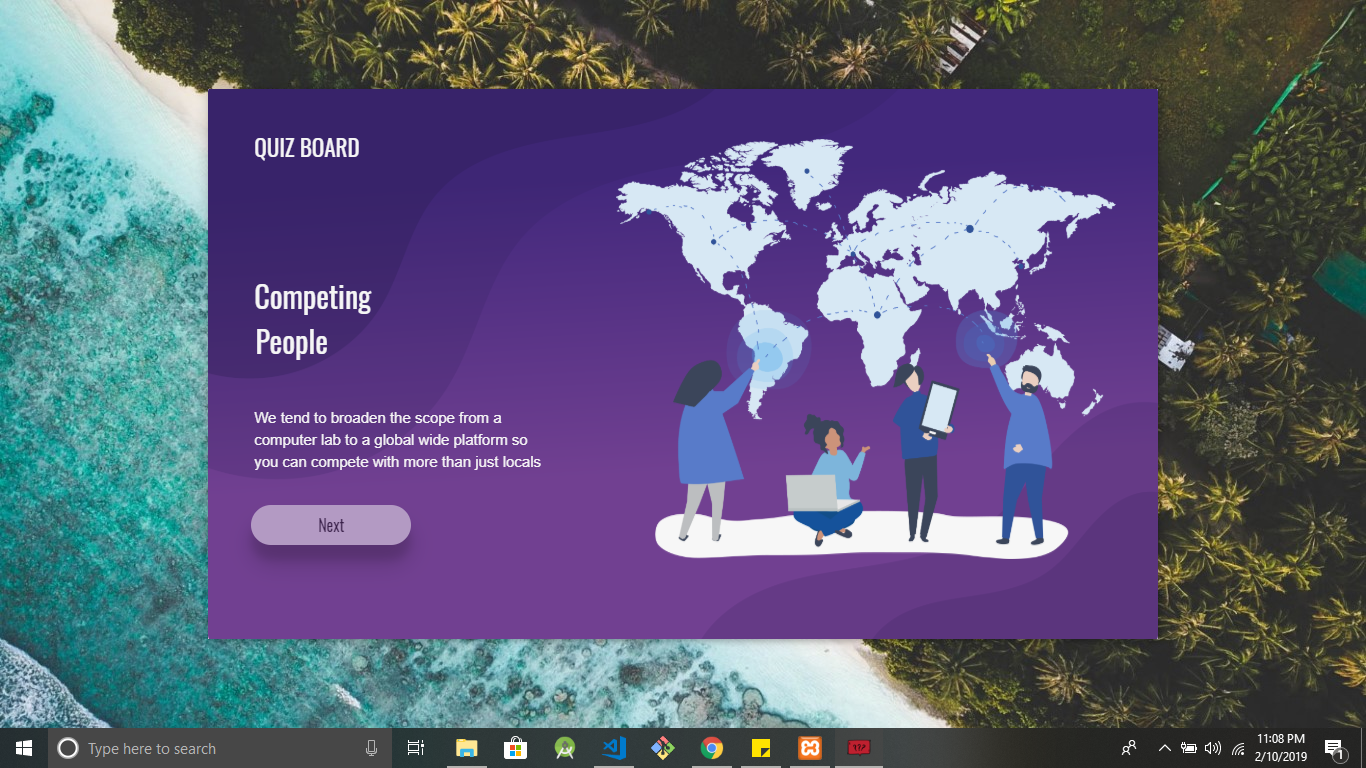 QUIZ BOARD
Competing
People
We tend to broaden the scope from a
computer lab to a global wide platform so
you can compete with more than just locals
Next
Type here to search
11:08 PM
2/10/2019
1